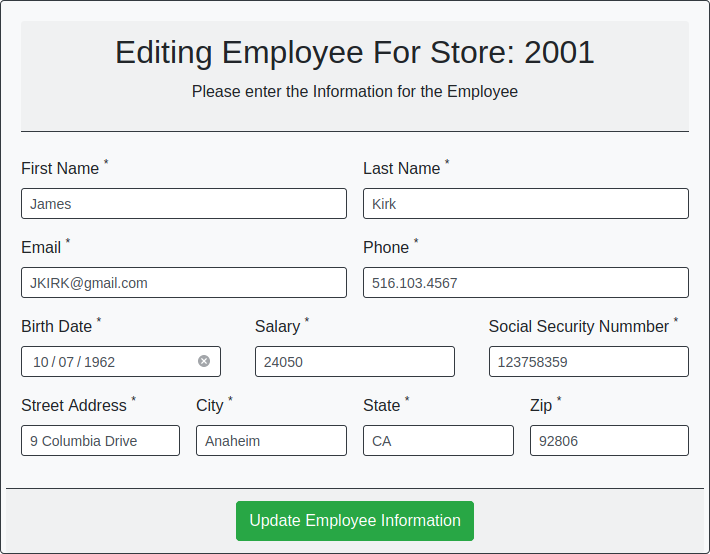 Editing Employee For Store: 2001
Please enter the Information for the Employee
First Name * Last Name *
James Kirk
Email * Phone *
JKIRK@gmail.com 516.103.4567
Birth Date * Salary * Social Security Nummber *
10 / 07 / 1962 24050 123758359
Street Address * City * State * Zip *
9 Columbia Drive Anaheim CA 92806
Update Employee Information